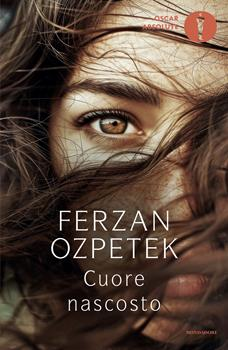 OSCAR
ABSOLUTE
FERZAN
OZPETEK
Cuore
nascosto
MONDADORI